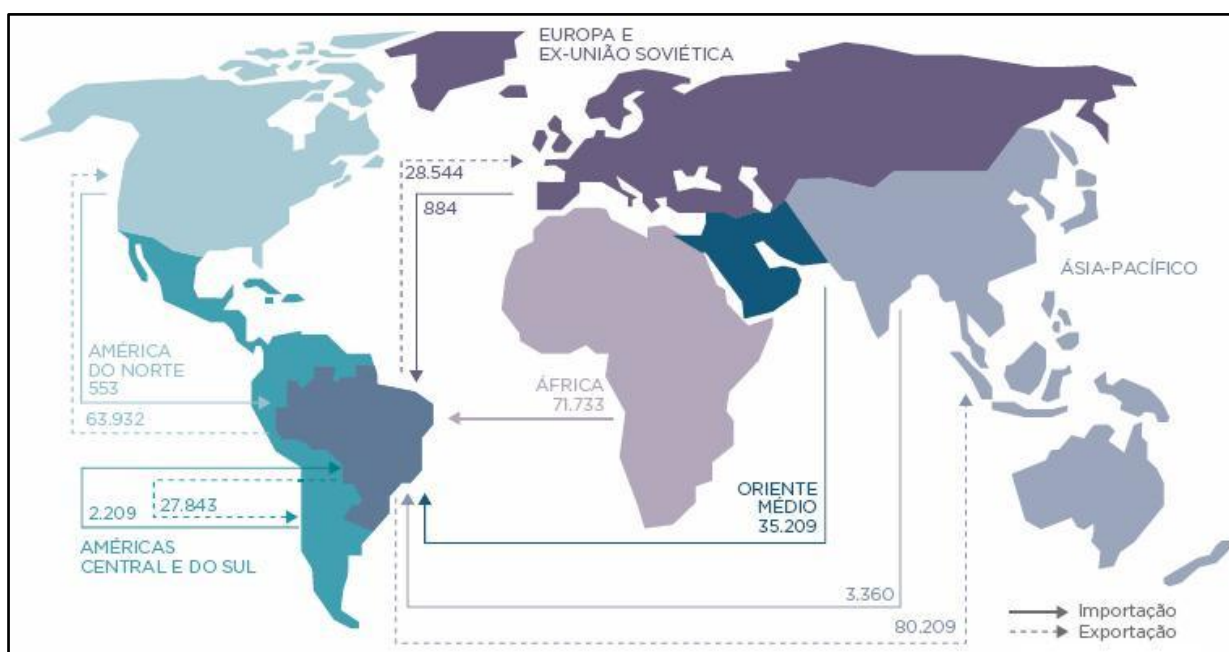 EUROPA E
EX-UNIÃO SOVIÉTICA
28.544
884
ÁSIA-PACÍFICO
AMÉRICA
DO NORTE
553
63.932
ÁFRICA
71.733
2.209
27.843
AMÉRICAS
CENTRAL E DO SUL
ORIENTE
MÉDIO
35.209
3.360
80.209
Importação
Exportação